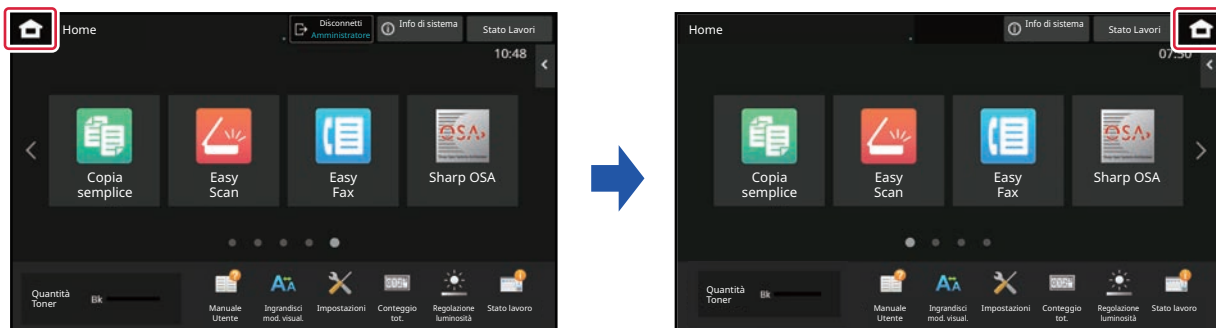 Home
Disconnetti
Amministratore
Info di sistema
Stato Lavori
10:48
OSA
Copia
semplice
Easy
Scan
Easy
Fax
Sharp OSA
Quantità
Toner
Bk
Manuale
Utente
Ingrandisci
mod. visual.
Impostazioni
Conteggio
tot.
Regolazione
luminosità
Stato lavoro
Home
Info di sistema
Stato Lavori
OSA
Copia
semplice
Easy
Scan
Easy
Fax
Sharp OSA
Quantità
Toner
Bk
Manuale
Utente
Ingrandisci
mod. visual.
Impostazioni
Conteggio
tot.
Regolazione
luminosità
Stato lavoro